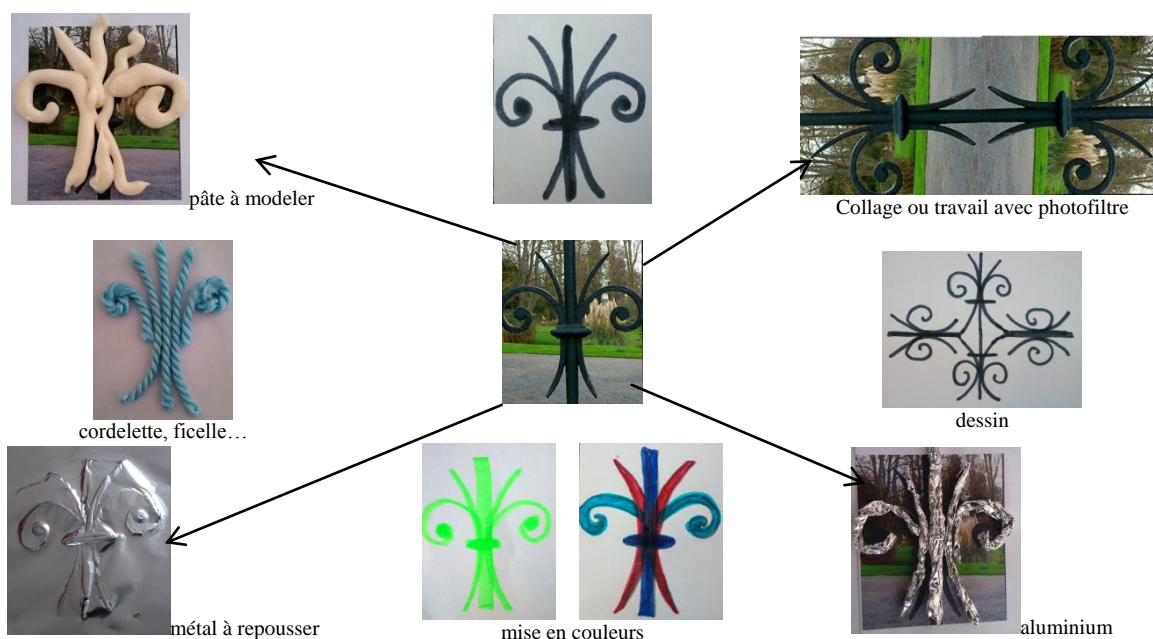 pâte à modeler
Collage ou travail avec photofiltre
cordelette, ficelle…
dessin
métal à repousser
mise en couleurs
aluminium